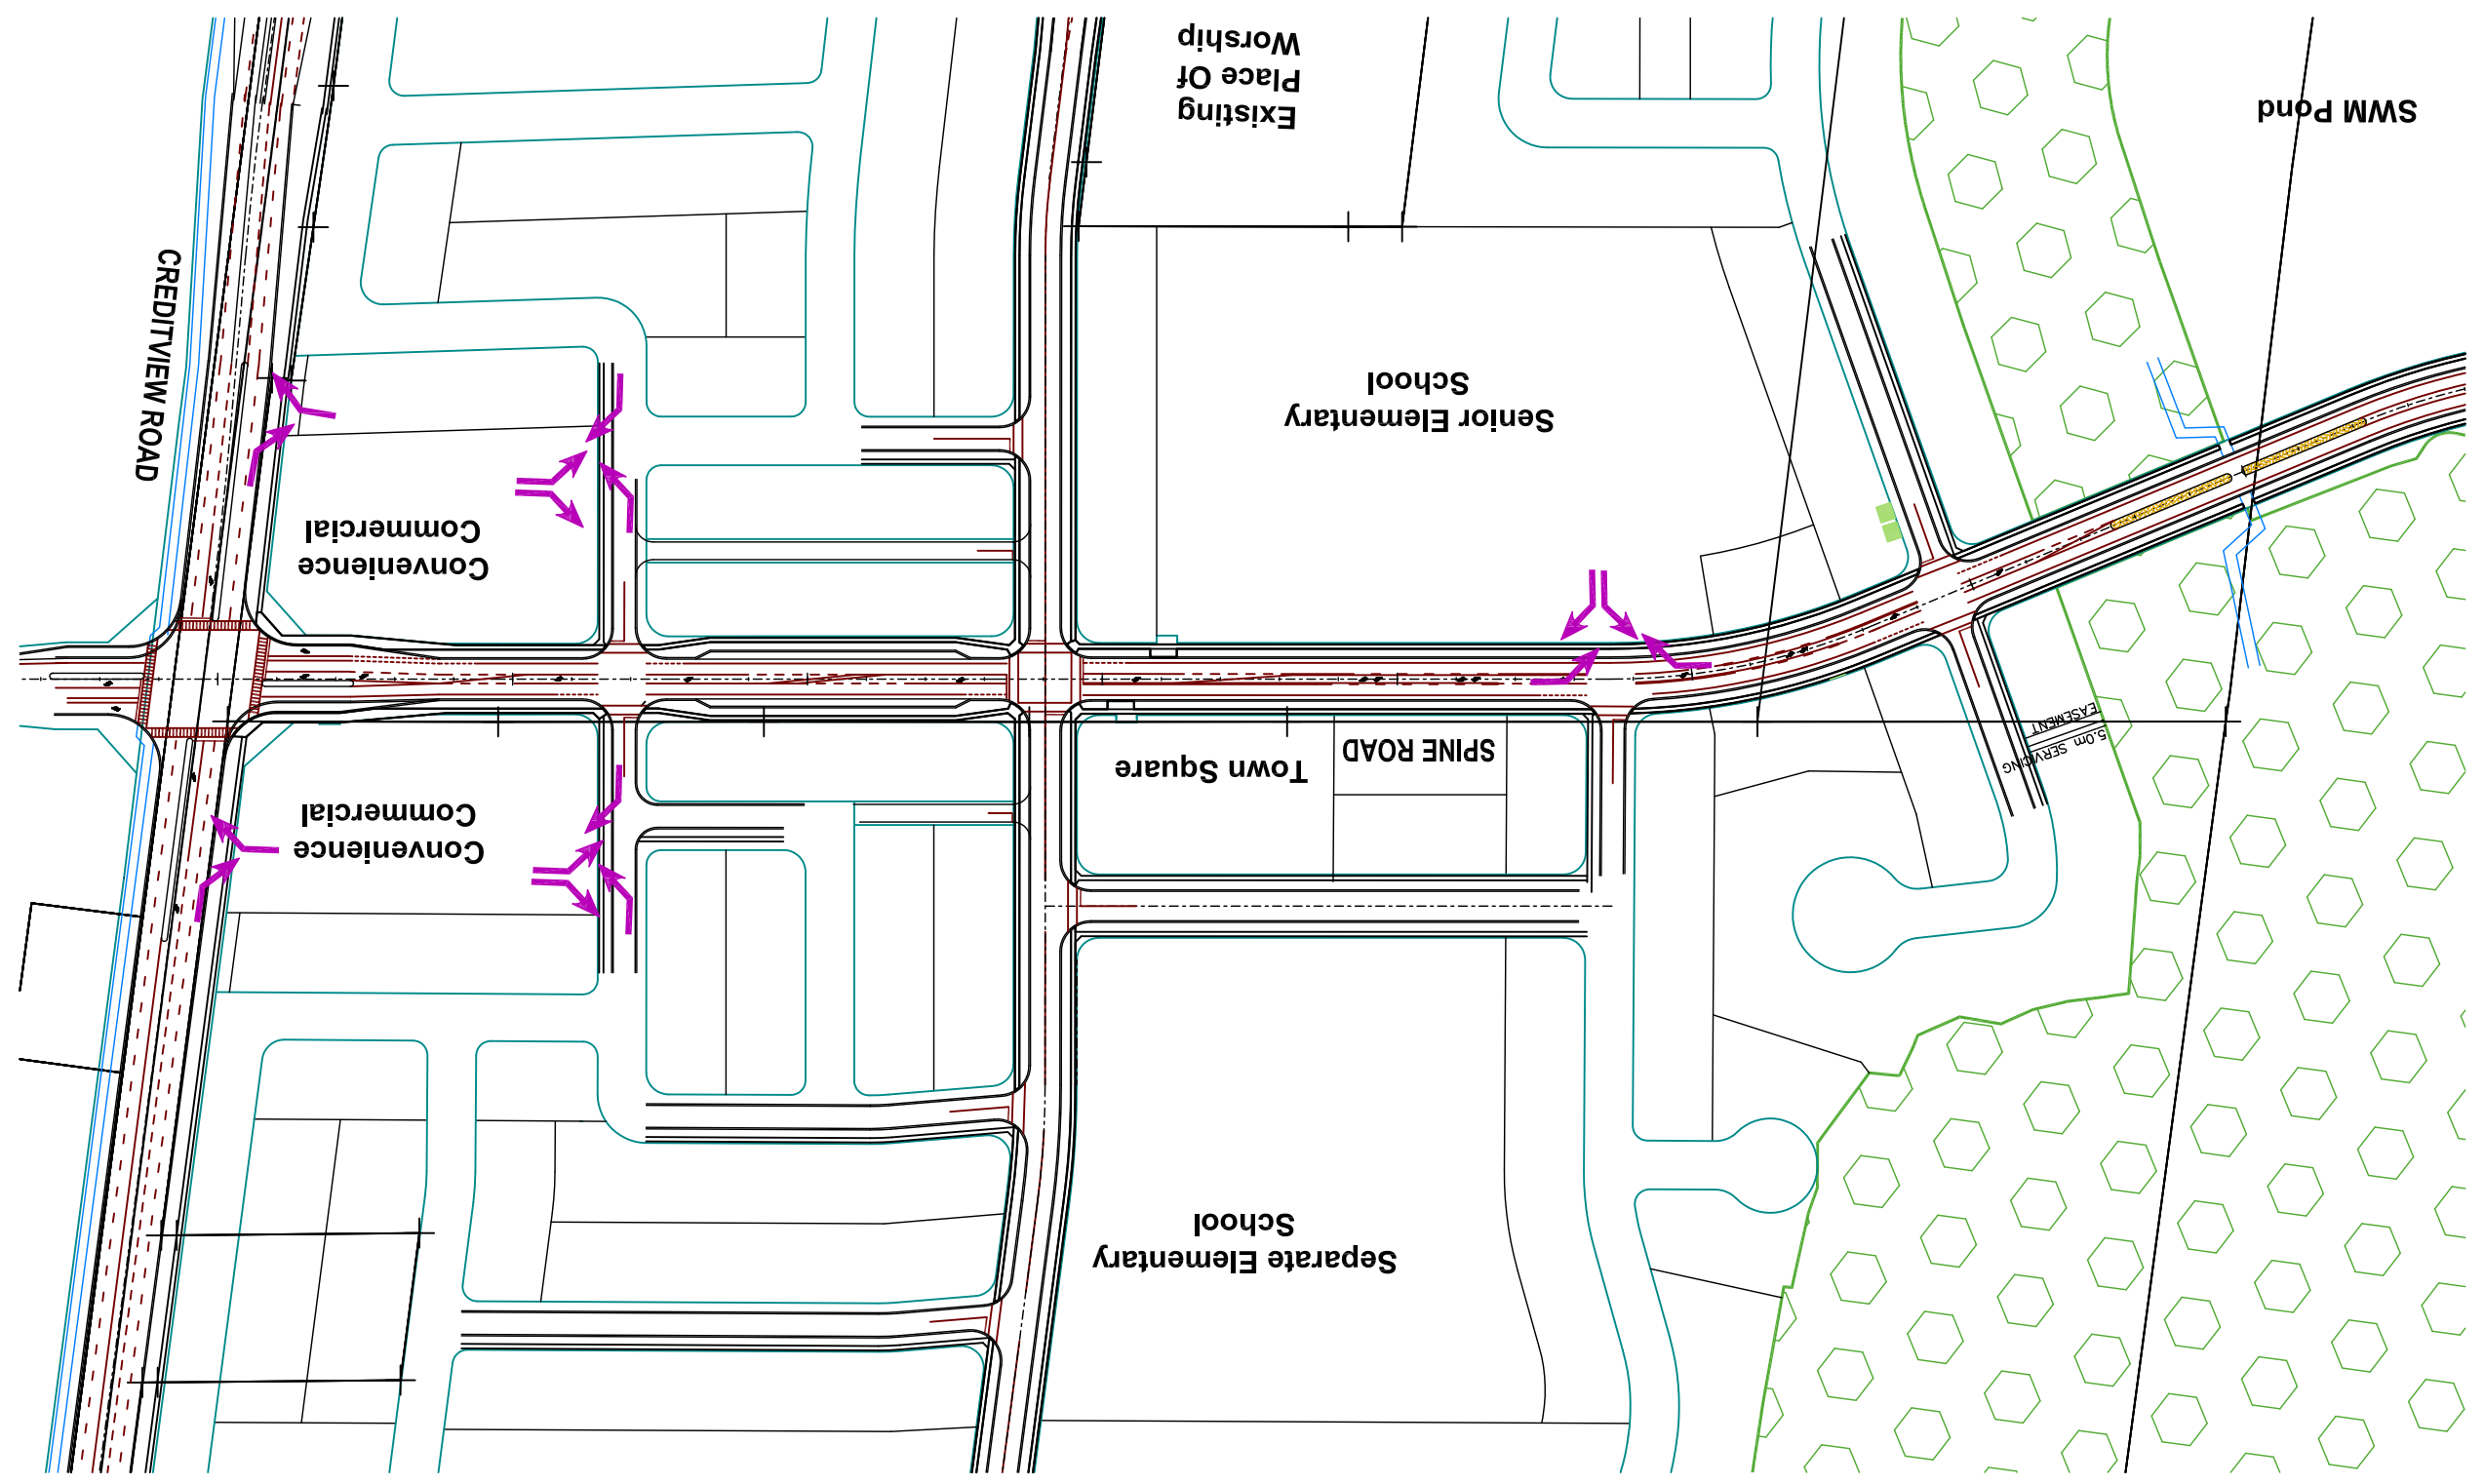 Existing
Place Of
Worship
SWM Pond
CREDITVIEW ROAD
Senior Elementary
School
Convenience
Commercial
Convenience
Commercial
Town Square
SPINE ROAD
5.0m SERVICING
EASEMENT
Separate Elementary
School